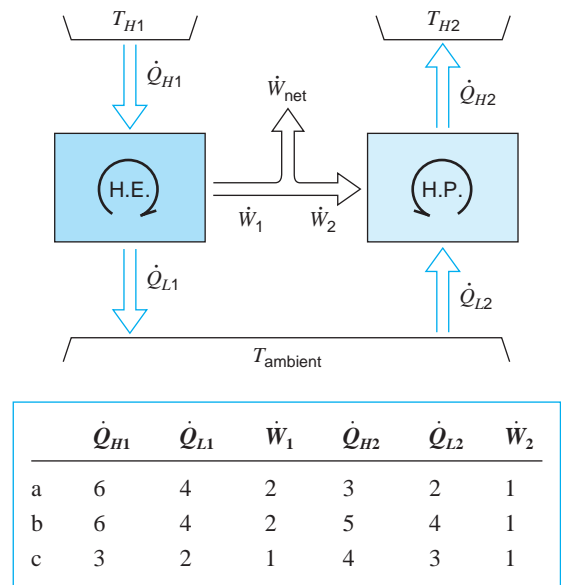 T_H1 T_H2
Q̇_H1 Ẇ_net Q̇_H2
H.E. H.P.
Ẇ_1 Ẇ_2
Q̇_L1 Q̇_L2
T_ambient
Q̇_H1 Q̇_L1 Ẇ_1 Q̇_H2 Q̇_L2 Ẇ_2
a 6 4 2 3 2 1
b 6 4 2 5 4 1
c 3 2 1 4 3 1